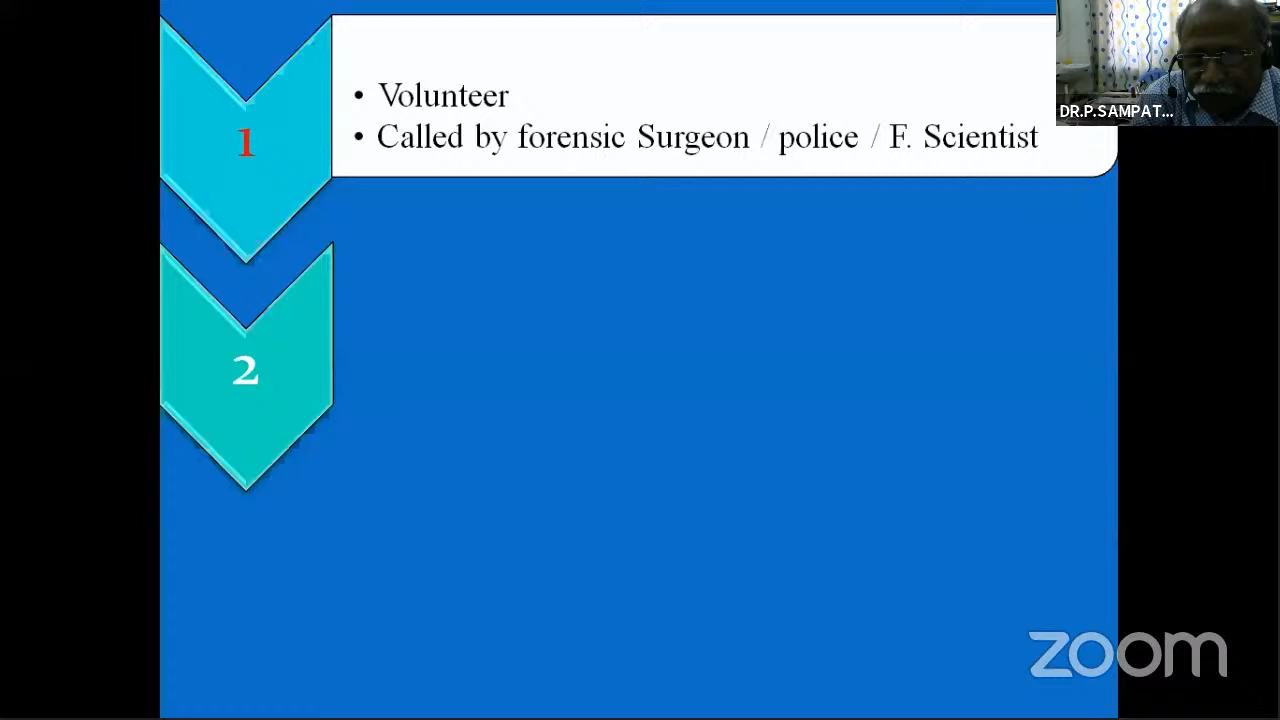 1
• Volunteer
• Called by forensic Surgeon / police / F. Scientist
DR.P.SAMPAT...
2
zoom